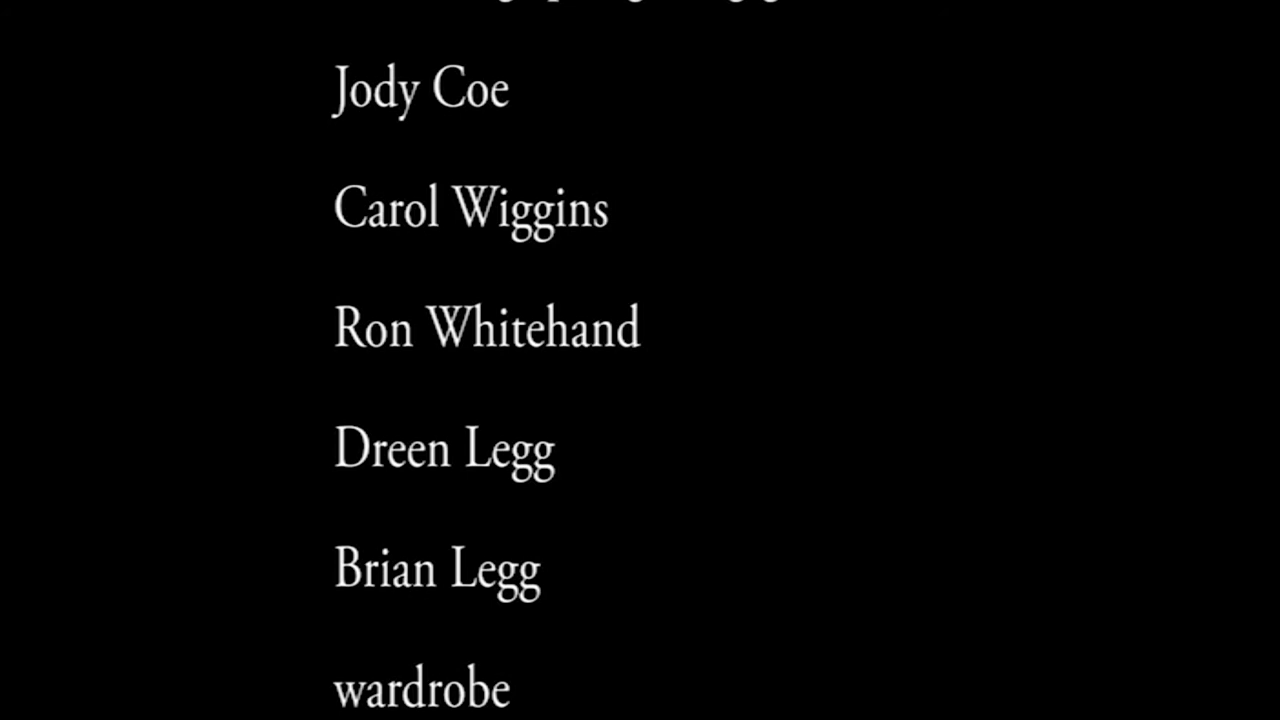 Jody Coe
Carol Wiggins
Ron Whitehand
Dreen Legg
Brian Legg
wardrobe